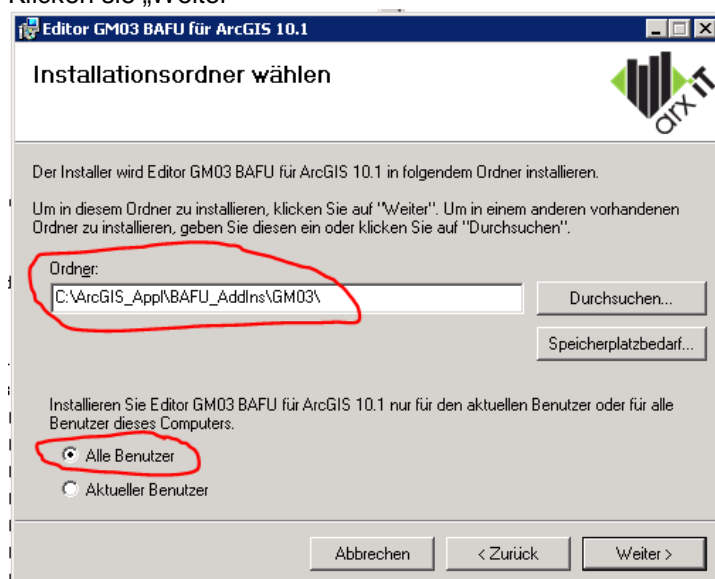 Klicken sie „Weiter“
Editor GM03 BAFU für ArcGIS 10.1
Installationsordner wählen
arx iT
Der Installer wird Editor GM03 BAFU für ArcGIS 10.1 in folgendem Ordner installieren.
Um in diesem Ordner zu installieren, klicken Sie auf "Weiter". Um in einem anderen vorhandenen
Ordner zu installieren, geben Sie diesen ein oder klicken Sie auf "Durchsuchen".
Ordner:
C:\ArcGIS_Appl\BAFU_AddIns\GM03\
Durchsuchen...
Speicherplatzbedarf...
Installieren Sie Editor GM03 BAFU für ArcGIS 10.1 nur für den aktuellen Benutzer oder für alle
Benutzer dieses Computers.
Alle Benutzer
Aktueller Benutzer
Abbrechen
< Zurück
Weiter >